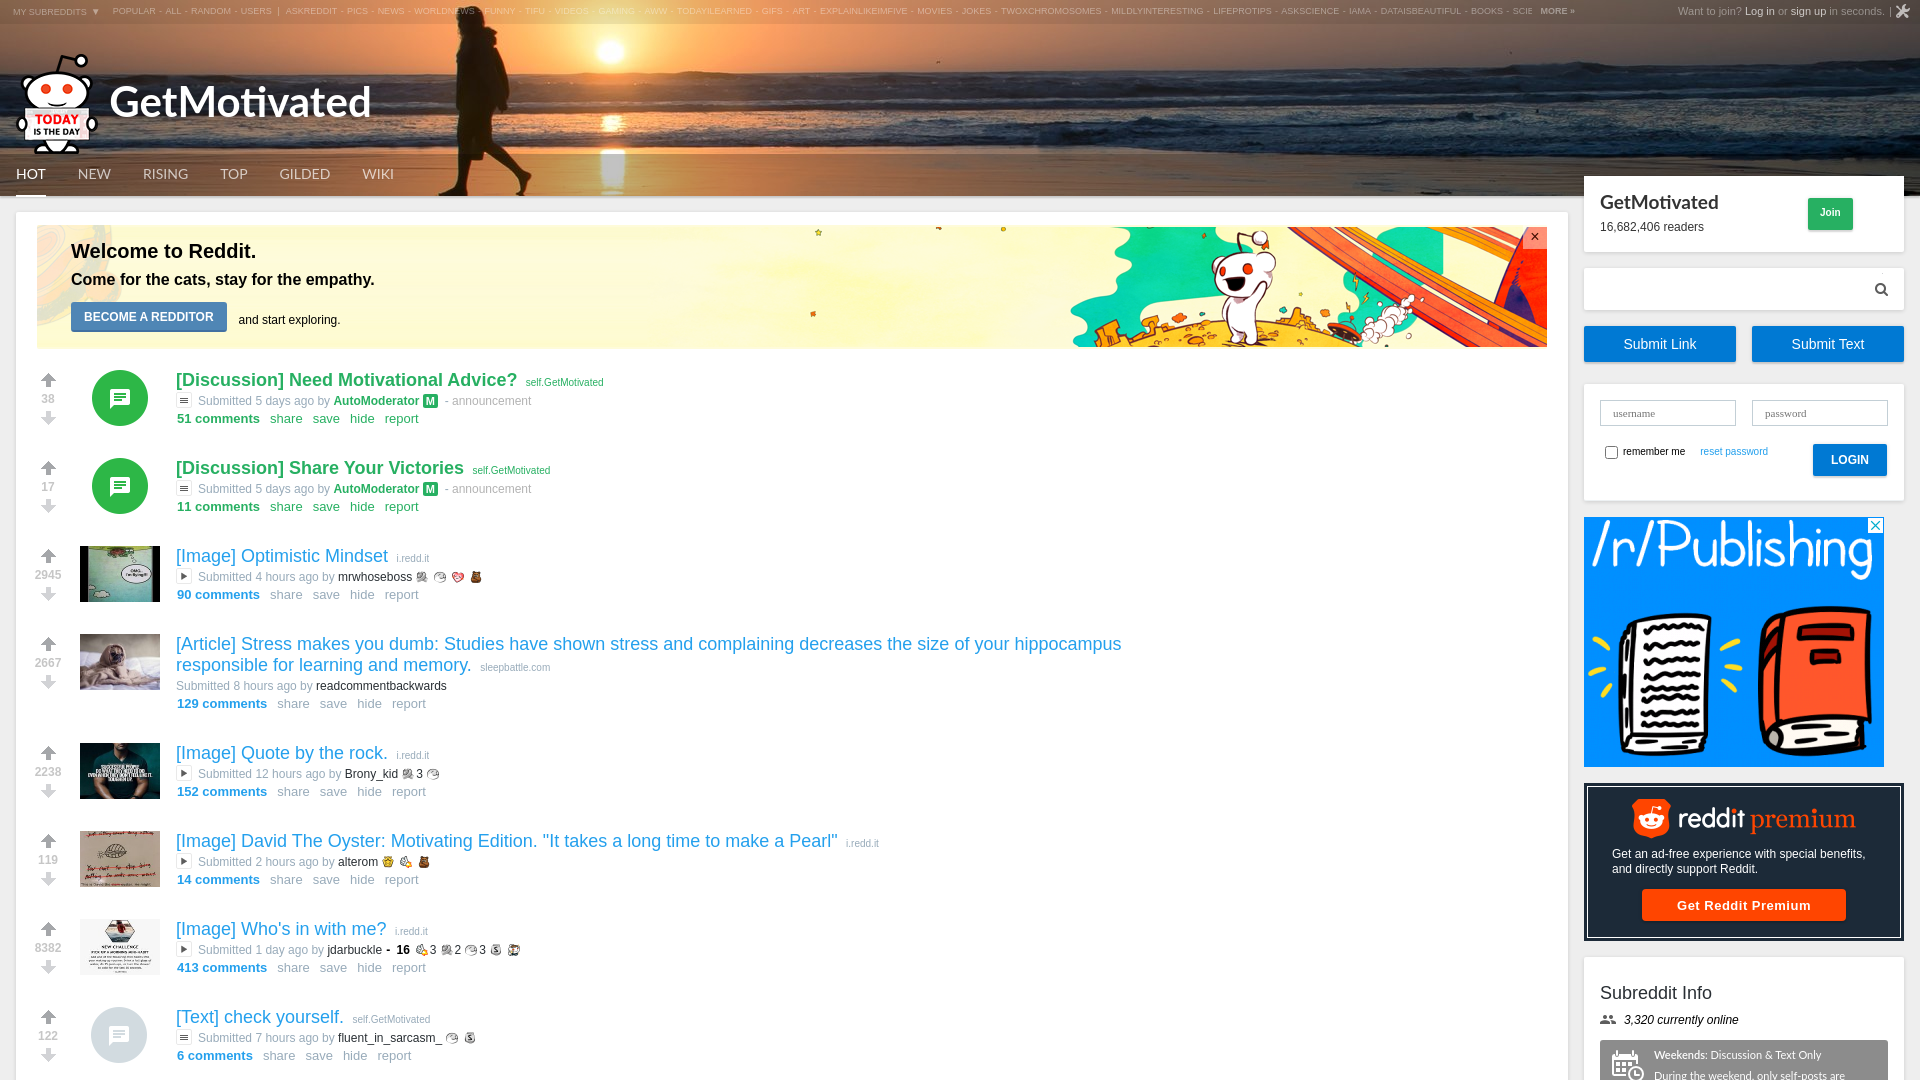 MY SUBREDDITS ▼ POPULAR - ALL - RANDOM - USERS | ASKREDDIT - PICS - NEWS - WORLDNEWS - FUNNY - TIFU - VIDEOS - GAMING - AWW - TODAYILEARNED - GIFS - ART - EXPLAINLIKEIMFIVE - MOVIES - JOKES - TWOXCHROMOSOMES - MILDLYINTERESTING - LIFEPROTIPS - ASKSCIENCE - IAMA - DATAISBEAUTIFUL - BOOKS - SCIE MORE » Want to join? Log in or sign up in seconds. |
TODAY
IS THE DAY
GetMotivated
HOT NEW RISING TOP GILDED WIKI
Welcome to Reddit.
Come for the cats, stay for the empathy.
BECOME A REDDITOR and start exploring.
×
[Discussion] Need Motivational Advice? self.GetMotivated
38
Submitted 5 days ago by AutoModerator M - announcement
51 comments share save hide report
[Discussion] Share Your Victories self.GetMotivated
17
Submitted 5 days ago by AutoModerator M - announcement
11 comments share save hide report
[Image] Optimistic Mindset i.redd.it
2945
Submitted 4 hours ago by mrwhoseboss
90 comments share save hide report
[Article] Stress makes you dumb: Studies have shown stress and complaining decreases the size of your hippocampus
responsible for learning and memory. sleepbattle.com
2667
Submitted 8 hours ago by readcommentbackwards
129 comments share save hide report
[Image] Quote by the rock. i.redd.it
2238
Submitted 12 hours ago by Brony_kid 3
152 comments share save hide report
[Image] David The Oyster: Motivating Edition. "It takes a long time to make a Pearl" i.redd.it
119
Submitted 2 hours ago by alterom
14 comments share save hide report
[Image] Who's in with me? i.redd.it
8382
NEW CHALLENGE
Submitted 1 day ago by jdarbuckle - 16 3 2 3
413 comments share save hide report
[Text] check yourself. self.GetMotivated
122
Submitted 7 hours ago by fluent_in_sarcasm_
6 comments share save hide report
GetMotivated
16,682,406 readers
Join
Submit Link Submit Text
username password
remember me reset password LOGIN
/r/Publishing
reddit premium
Get an ad-free experience with special benefits,
and directly support Reddit.
Get Reddit Premium
Subreddit Info
3,320 currently online
Weekends: Discussion & Text Only
During the weekend, only self-posts are